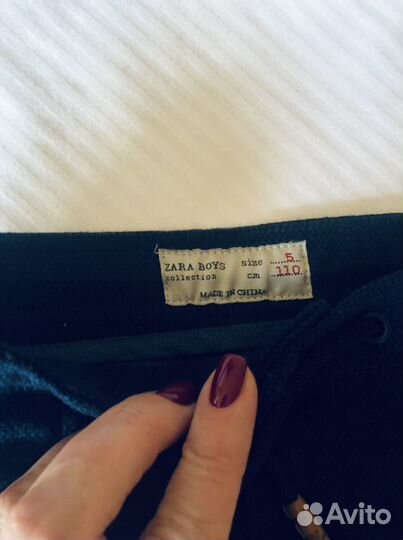 ZARA BOYS size 5
collection cm 110
MADE IN CHINA
Avito